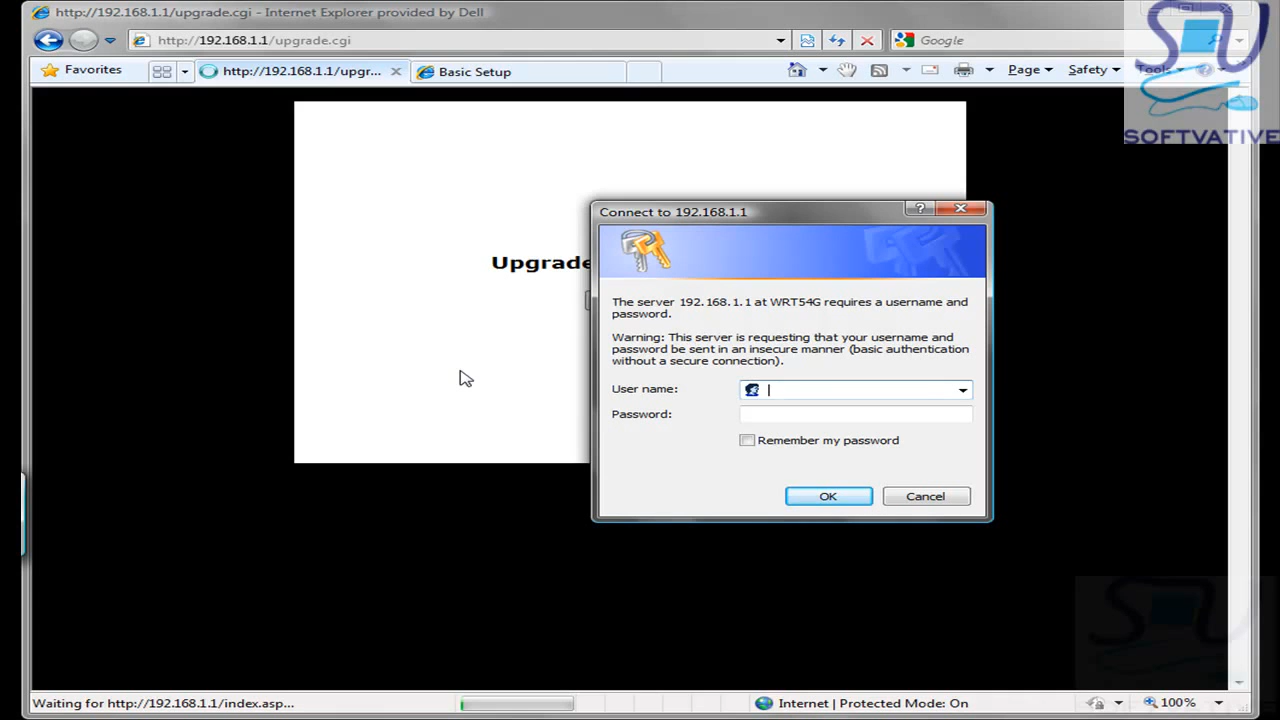 http://192.168.1.1/upgrade.cgi - Internet Explorer provided by Dell
http://192.168.1.1/upgrade.cgi
Google
Favorites
http://192.168.1.1/upgr...
Basic Setup
Page
Safety
Tools
SOFTVATIVE
Upgrade
Connect to 192.168.1.1
The server 192.168.1.1 at WRT54G requires a username and
password.
Warning: This server is requesting that your username and
password be sent in an insecure manner (basic authentication
without a secure connection).
User name:
Password:
Remember my password
OK
Cancel
Waiting for http://192.168.1.1/index.asp...
Internet | Protected Mode: On
100%